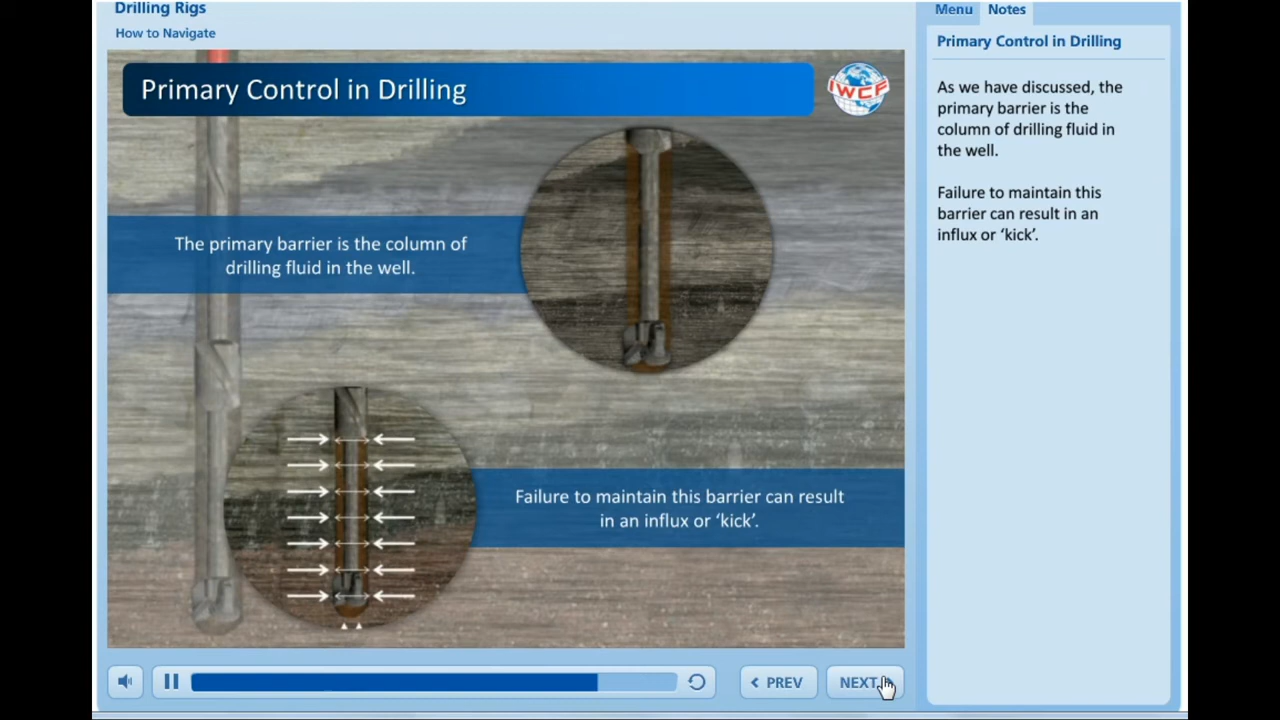 Drilling Rigs
How to Navigate
Primary Control in Drilling
IWCF
The primary barrier is the column of
drilling fluid in the well.
Failure to maintain this barrier can result
in an influx or ‘kick’.
PREV
NEXT
Menu
Notes
Primary Control in Drilling
As we have discussed, the
primary barrier is the
column of drilling fluid in
the well.
Failure to maintain this
barrier can result in an
influx or ‘kick’.